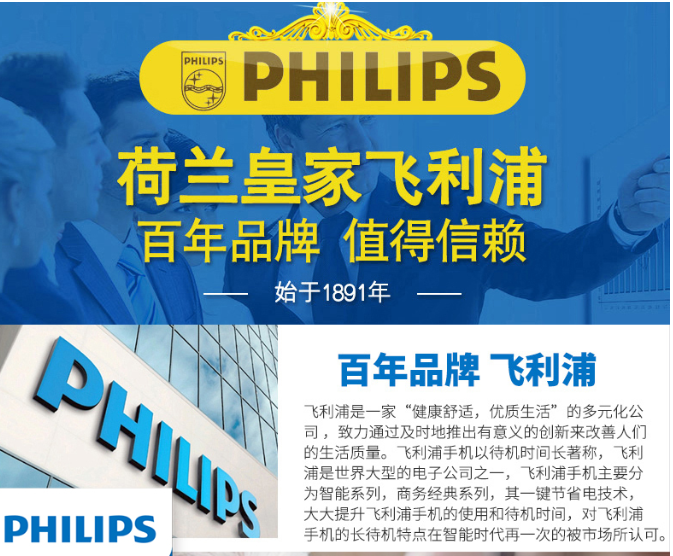 PHILIPS
PHILIPS
荷兰皇家飞利浦
百年品牌 值得信赖
始于1891年
PHILIPS
百年品牌 飞利浦
飞利浦是一家“健康舒适，优质生活”的多元化公
司，致力通过及时地推出有意义的创新来改善人们
的生活质量。飞利浦手机以待机时间长著称，飞利
浦是世界大型的电子公司之一，飞利浦手机主要分
为智能系列，商务经典系列，其一键节省电技术，
大大提升飞利浦手机的使用和待机时间，对飞利浦
手机的长待机特点在智能时代再一次的被市场所认可。
PHILIPS